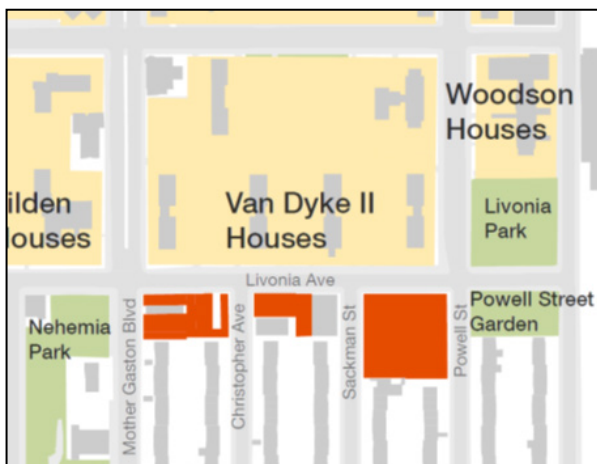 Woodson
Houses
ilden
Houses
Van Dyke II
Houses
Livonia
Park
Livonia Ave
Nehemia
Park
Mother Gaston Blvd
Christopher Ave
Sackman St
Powell St
Powell Street
Garden